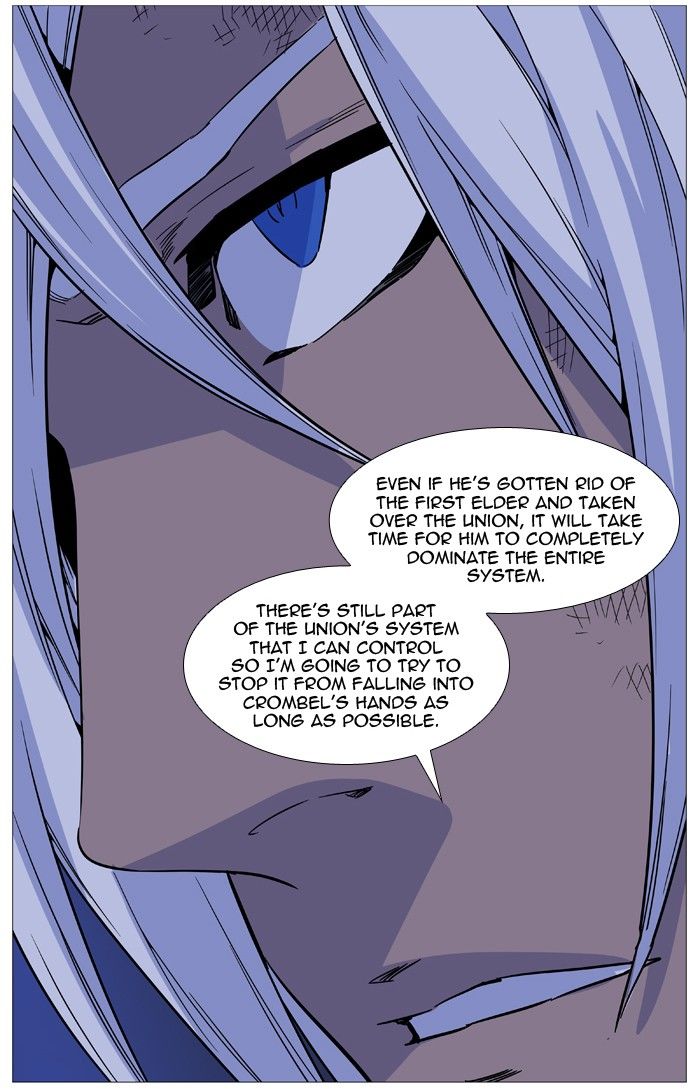 EVEN IF HE'S GOTTEN RID OF
THE FIRST ELDER AND TAKEN
OVER THE UNION, IT WILL TAKE
TIME FOR HIM TO COMPLETELY
DOMINATE THE ENTIRE
SYSTEM.
THERE'S STILL PART
OF THE UNION'S SYSTEM
THAT I CAN CONTROL
SO I'M GOING TO TRY TO
STOP IT FROM FALLING INTO
CROMBEL'S HANDS AS
LONG AS POSSIBLE.